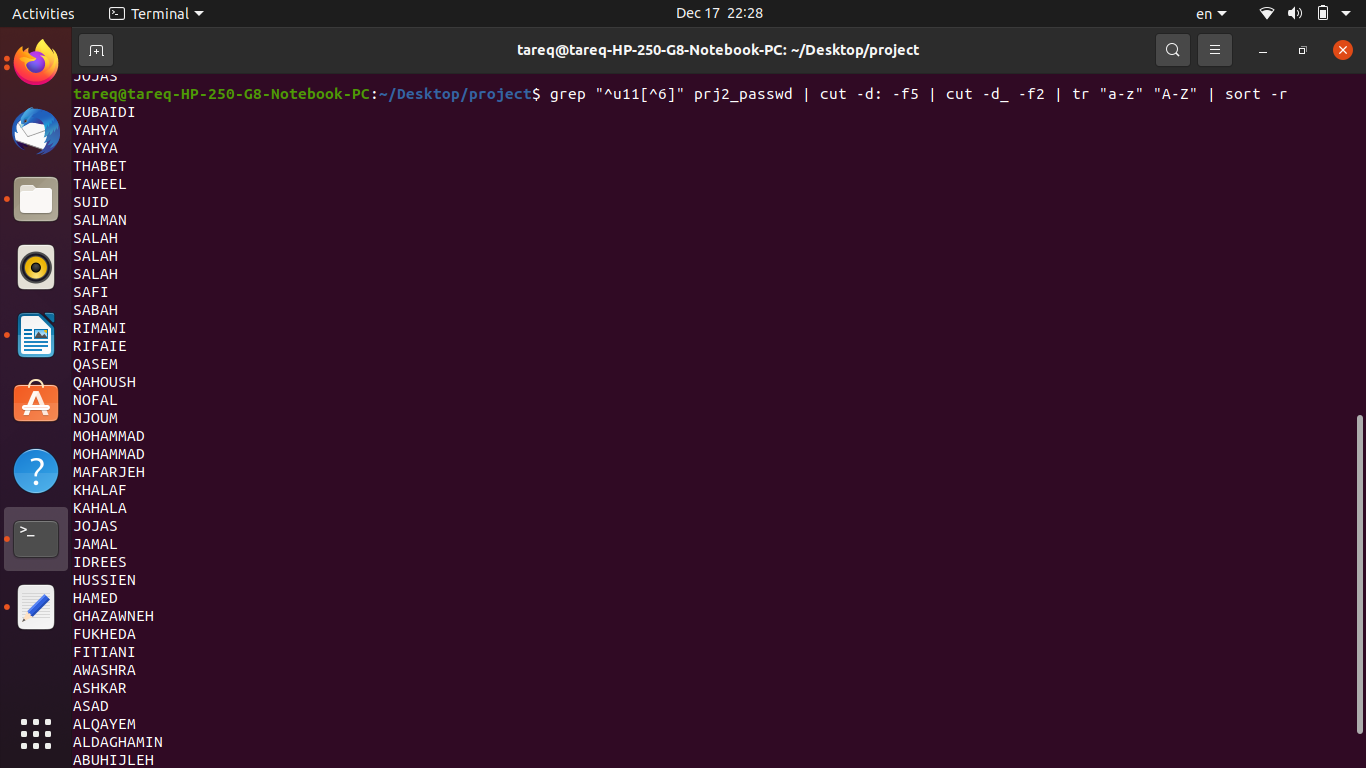 Activities
Terminal
Dec 17 22:28
en
tareq@tareq-HP-250-G8-Notebook-PC: ~/Desktop/project
JOJAS
tareq@tareq-HP-250-G8-Notebook-PC:~/Desktop/project$ grep "^u11[^6]" prj2_passwd | cut -d: -f5 | cut -d_ -f2 | tr "a-z" "A-Z" | sort -r
ZUBAIDI
YAHYA
YAHYA
THABET
TAWEEL
SUID
SALMAN
SALAH
SALAH
SALAH
SAFI
SABAH
RIMAWI
RIFAIE
QASEM
QAHOUSH
NOFAL
NJOUM
MOHAMMAD
MOHAMMAD
MAFARJEH
KHALAF
KAHALA
JOJAS
JAMAL
IDREES
HUSSIEN
HAMED
GHAZAWNEH
FUKHEDA
FITIANI
AWASHRA
ASHKAR
ASAD
ALQAYEM
ALDAGHAMIN
ABUHIJLEH